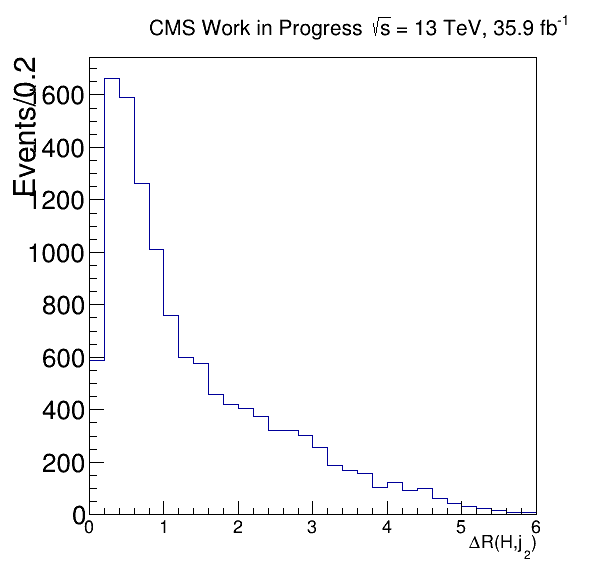 CMS Work in Progress √s = 13 TeV, 35.9 fb⁻¹
Events/0.2
1600
1400
1200
1000
800
600
400
200
0
0 1 2 3 4 5 6
ΔR(H,j₂)